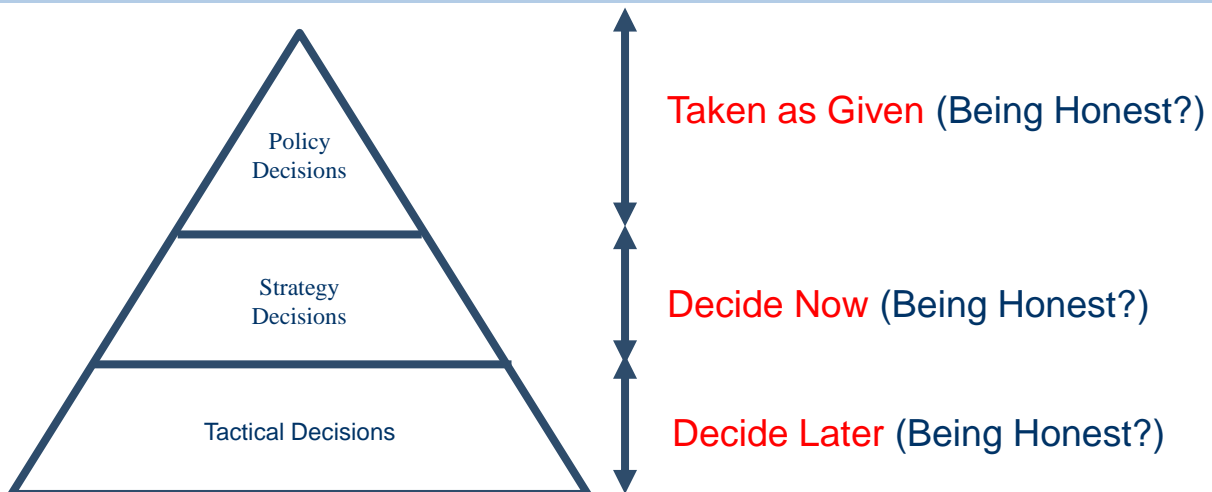 Policy
Decisions
Taken as Given (Being Honest?)
Strategy
Decisions
Decide Now (Being Honest?)
Tactical Decisions
Decide Later (Being Honest?)